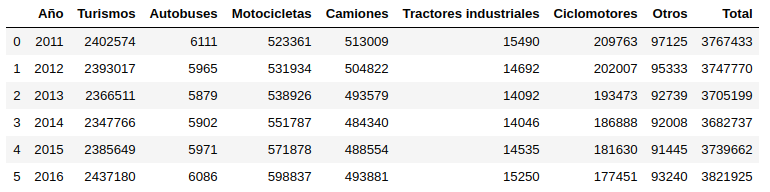 Año Turismos Autobuses Motocicletas Camiones Tractores industriales Ciclomotores Otros Total
0 2011 2402574 6111 523361 513009 15490 209763 97125 3767433
1 2012 2393017 5965 531934 504822 14692 202007 95333 3747770
2 2013 2366511 5879 538926 493579 14092 193473 92739 3705199
3 2014 2347766 5902 551787 484340 14046 186888 92008 3682737
4 2015 2385649 5971 571878 488554 14535 181630 91445 3739662
5 2016 2437180 6086 598837 493881 15250 177451 93240 3821925